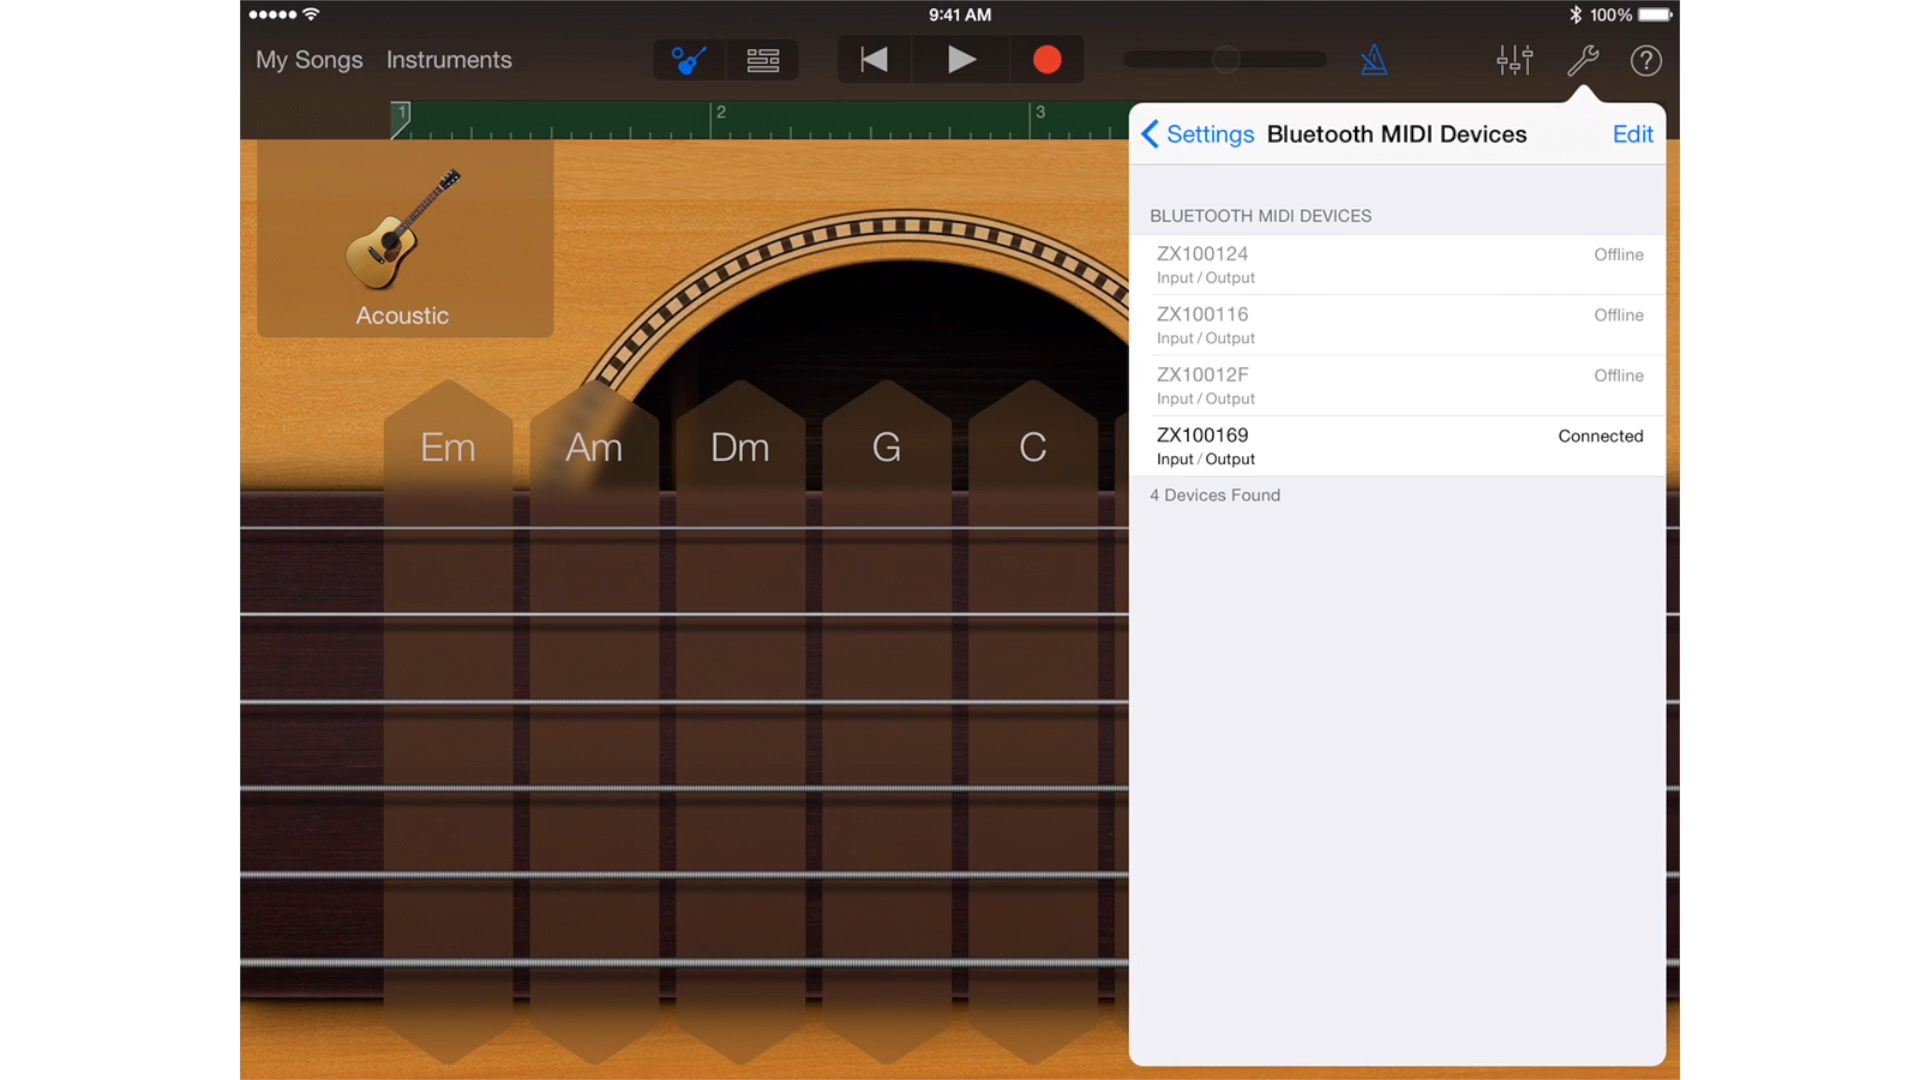 9:41 AM
100%
My Songs
Instruments
?
1
2
3
Acoustic
Em
Am
Dm
G
C
Settings
Bluetooth MIDI Devices
Edit
BLUETOOTH MIDI DEVICES
ZX100124
Offline
Input / Output
ZX100116
Offline
Input / Output
ZX10012F
Offline
Input / Output
ZX100169
Connected
Input / Output
4 Devices Found